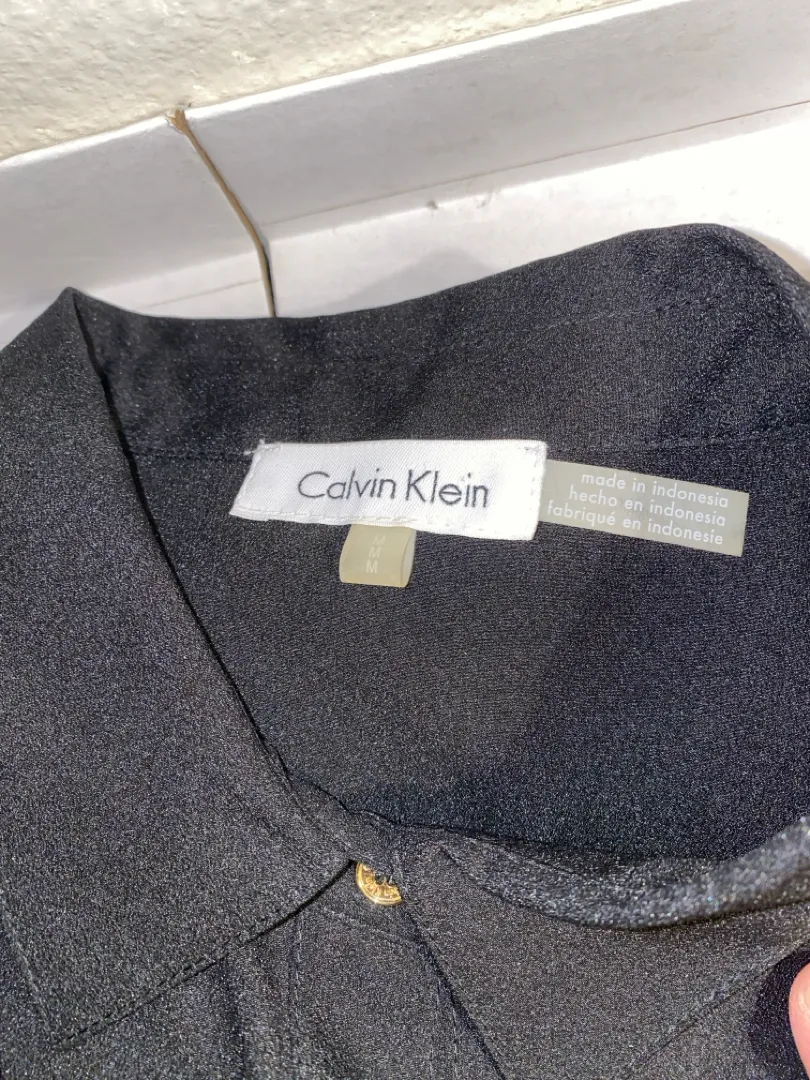 Calvin Klein
made in indonesia
hecho en indonesia
fabriqué en indonesie
M
M
M